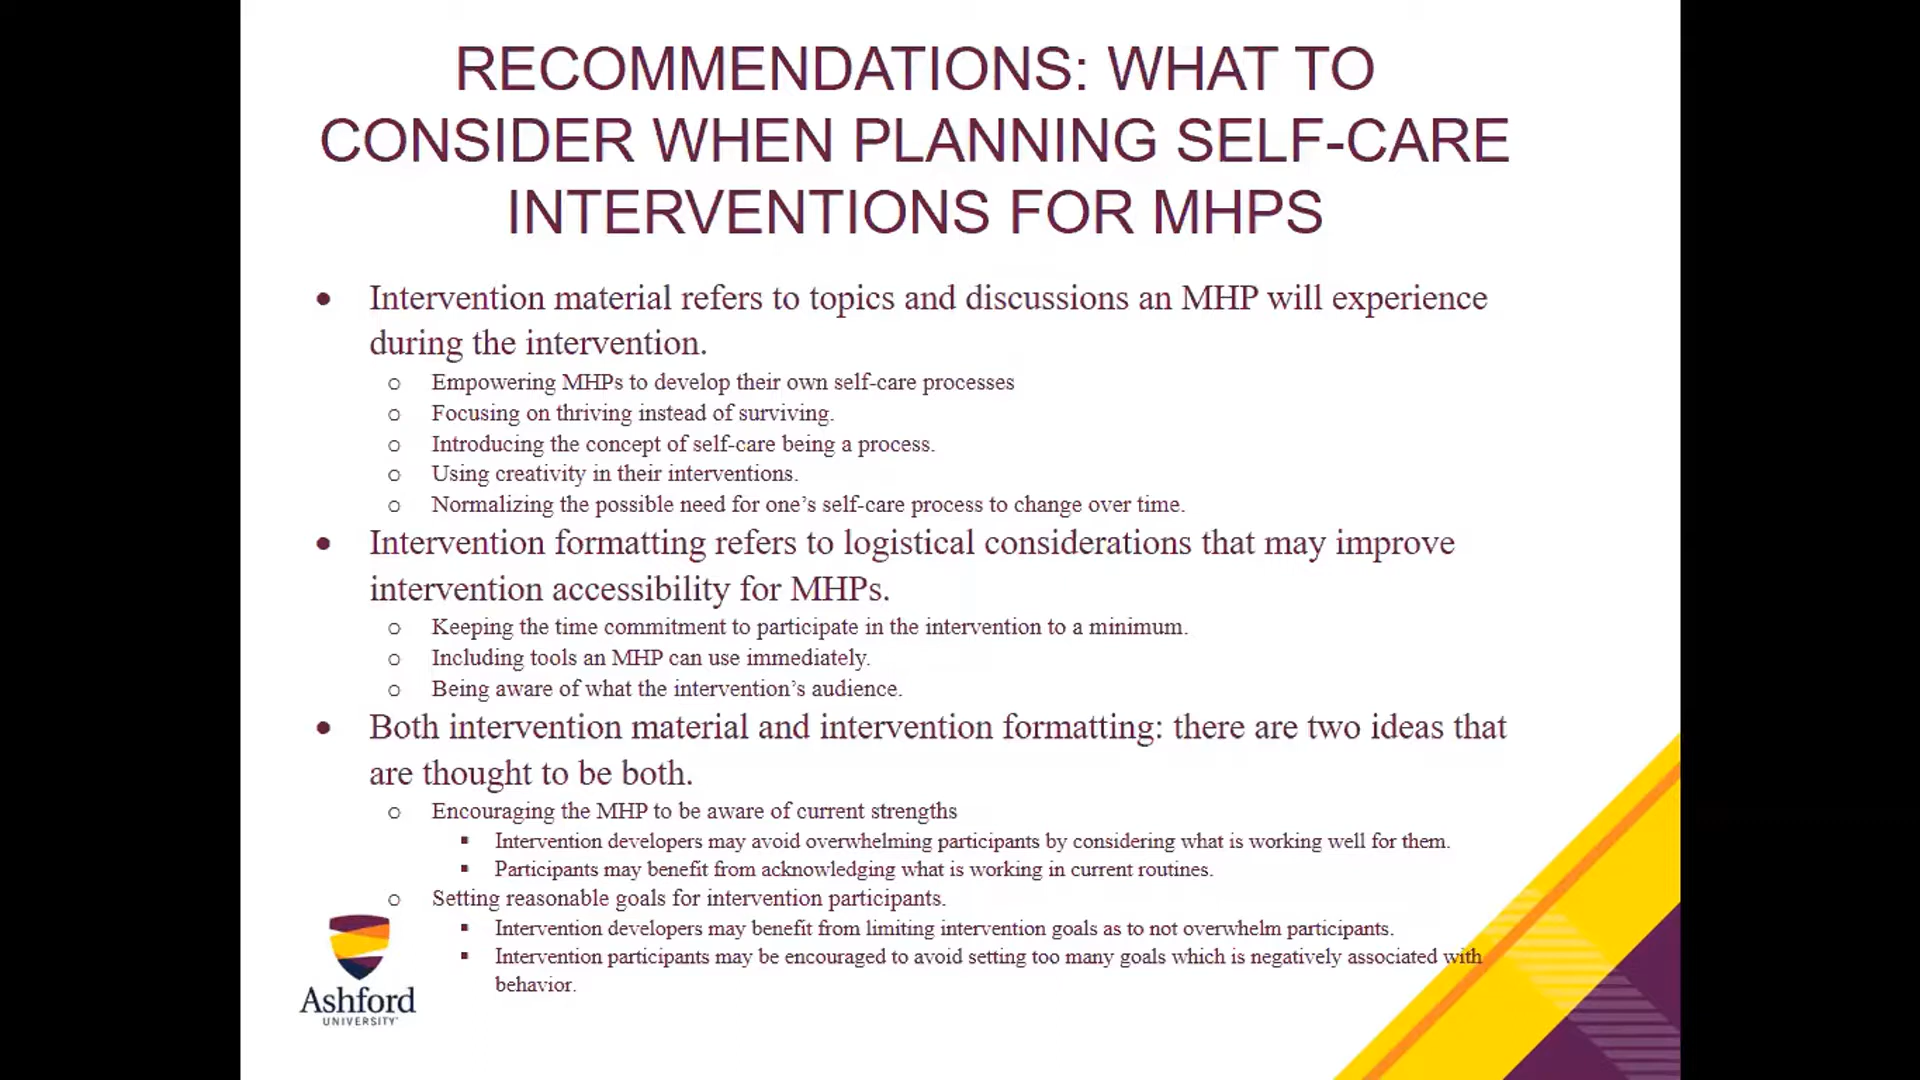 RECOMMENDATIONS: WHAT TO
CONSIDER WHEN PLANNING SELF-CARE
INTERVENTIONS FOR MHPS
• Intervention material refers to topics and discussions an MHP will experience
during the intervention.
o Empowering MHPs to develop their own self-care processes
o Focusing on thriving instead of surviving.
o Introducing the concept of self-care being a process.
o Using creativity in their interventions.
o Normalizing the possible need for one’s self-care process to change over time.
• Intervention formatting refers to logistical considerations that may improve
intervention accessibility for MHPs.
o Keeping the time commitment to participate in the intervention to a minimum.
o Including tools an MHP can use immediately.
o Being aware of what the intervention’s audience.
• Both intervention material and intervention formatting: there are two ideas that
are thought to be both.
o Encouraging the MHP to be aware of current strengths
▪ Intervention developers may avoid overwhelming participants by considering what is working well for them.
▪ Participants may benefit from acknowledging what is working in current routines.
o Setting reasonable goals for intervention participants.
▪ Intervention developers may benefit from limiting intervention goals as to not overwhelm participants.
▪ Intervention participants may be encouraged to avoid setting too many goals which is negatively associated with
behavior.
Ashford
UNIVERSITY